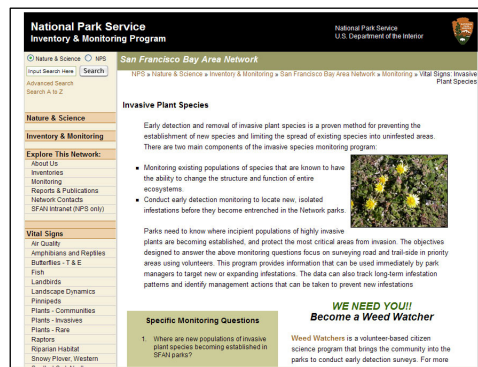 National Park Service
Inventory & Monitoring Program
National Park Service
U.S. Department of the Interior
Nature & Science NPS
Input Search Here Search
Advanced Search
Search A to Z
Nature & Science
Inventory & Monitoring
Explore This Network:
About Us
Inventories
Monitoring
Reports & Publications
Network Contacts
SFAN Intranet (NPS only)
Vital Signs
Air Quality
Amphibians and Reptiles
Butterflies - T & E
Fish
Landbirds
Landscape Dynamics
Pinnipeds
Plants - Communities
Plants - Invasives
Plants - Rare
Raptors
Riparian Habitat
Snowy Plover, Western
San Francisco Bay Area Network
NPS » Nature & Science » Inventory & Monitoring » San Francisco Bay Area Network » Monitoring » Vital Signs: Invasive
Plant Species
Invasive Plant Species
Early detection and removal of invasive plant species is a proven method for preventing the
establishment of new species and limiting the spread of existing species into uninfested areas.
There are two main components of the invasive species monitoring program:
Monitoring existing populations of species that are known to have
the ability to change the structure and function of entire
ecosystems.
Conduct early detection monitoring to locate new, isolated
infestations before they become entrenched in the Network parks.
Parks need to know where incipient populations of highly invasive
plants are becoming established, and protect the most critical areas from invasion. The objectives
designed to answer the above monitoring questions focus on surveying road and trail-side in priority
areas using volunteers. This program provides information that can be used immediately by park
managers to target new or expanding infestations. The data can also track long-term infestation
patterns and identify management actions that can be taken to prevent new infestations
Specific Monitoring Questions
1. Where are new populations of invasive
plant species becoming established in
SFAN parks?
WE NEED YOU!!
Become a Weed Watcher
Weed Watchers is a volunteer-based citizen
science program that brings the community into the
parks to conduct early detection surveys. For more